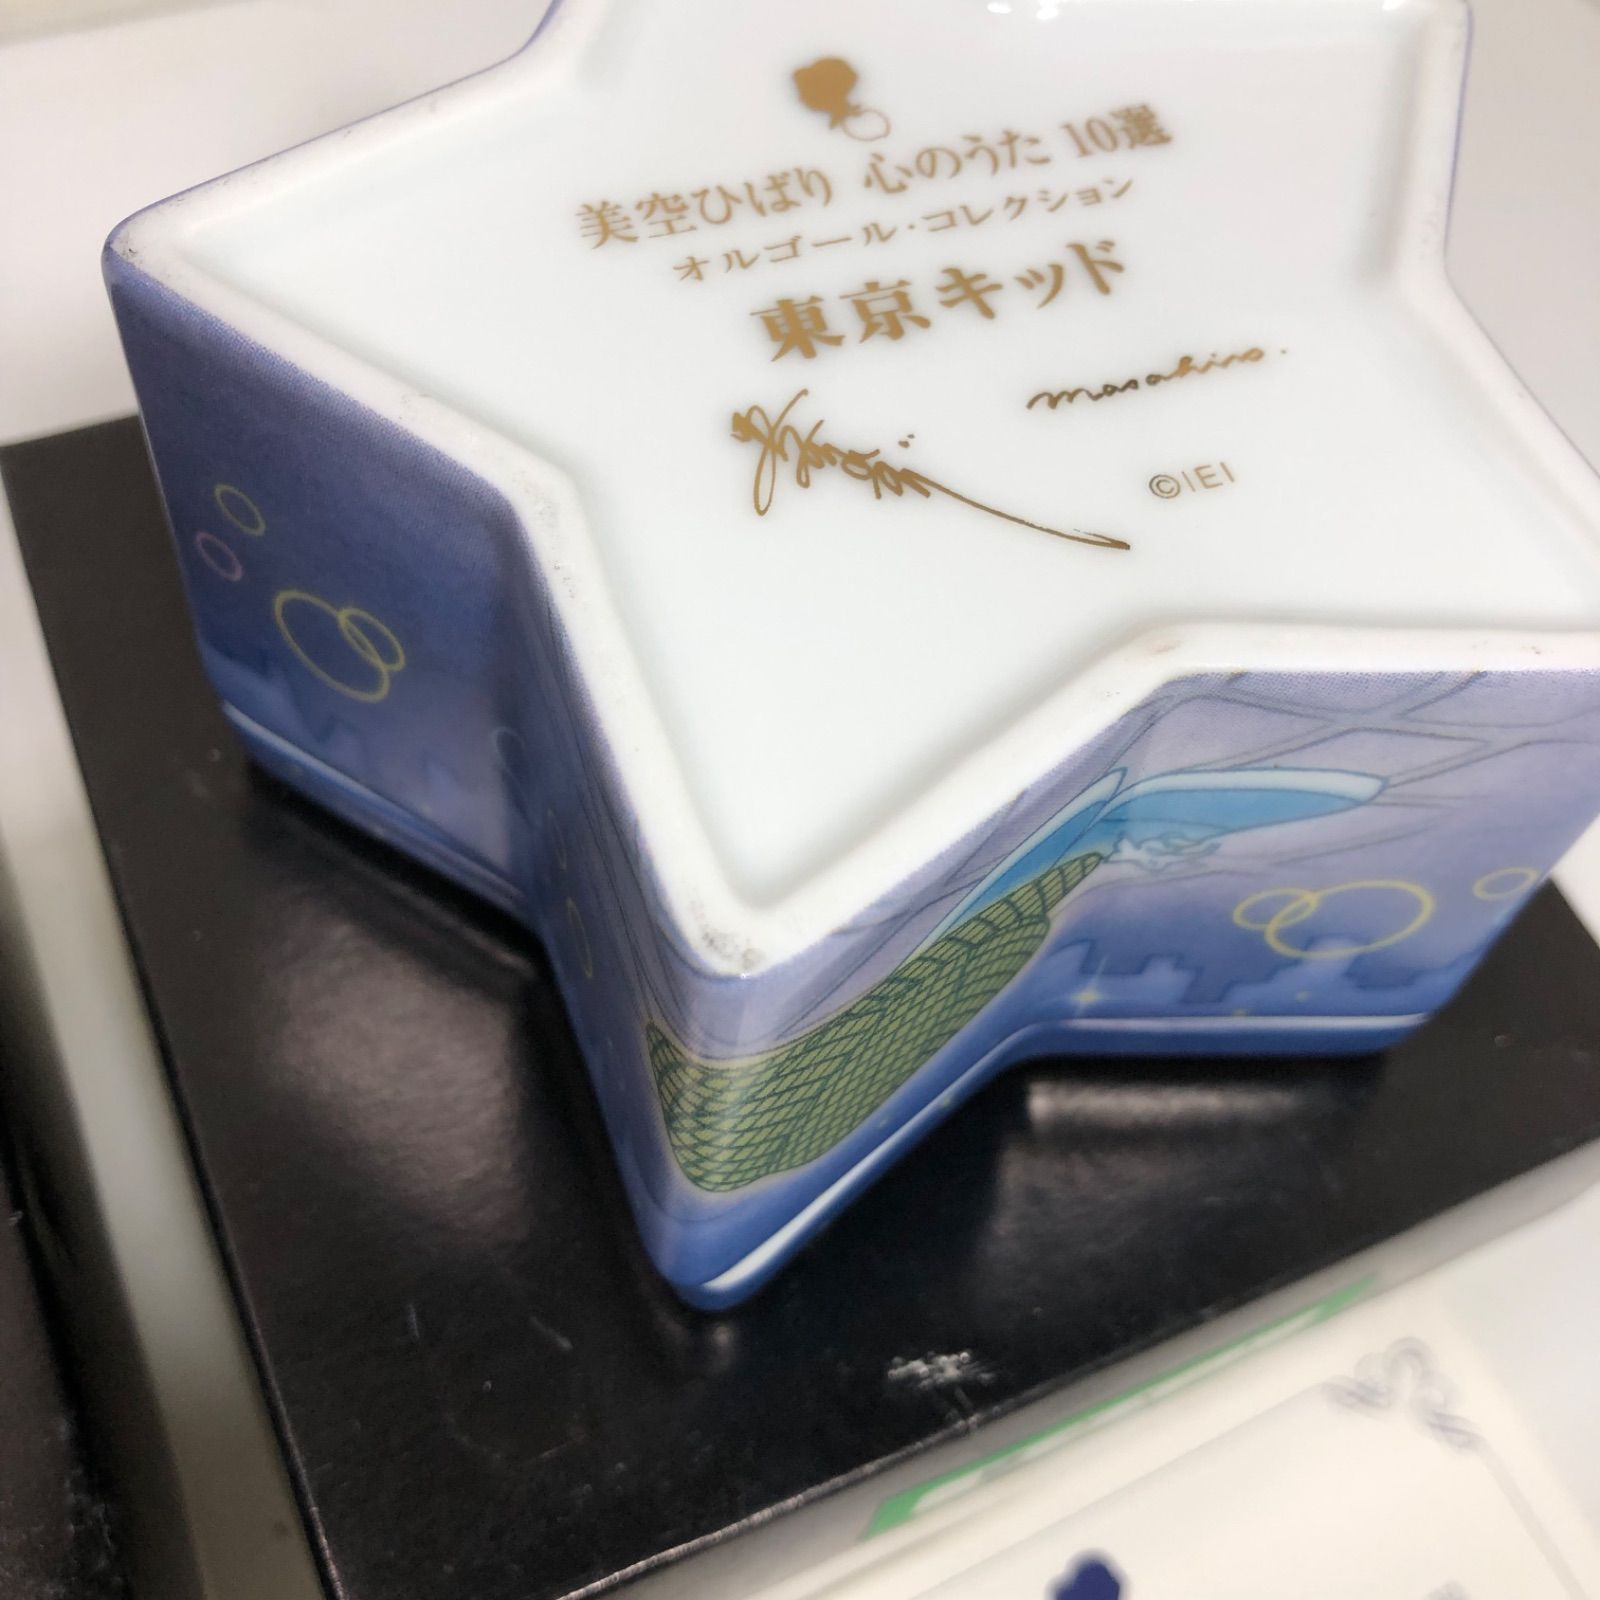 美空ひばり 心のうた 10選
オルゴール・コレクション
東京キッド
masahiro.
©IEI